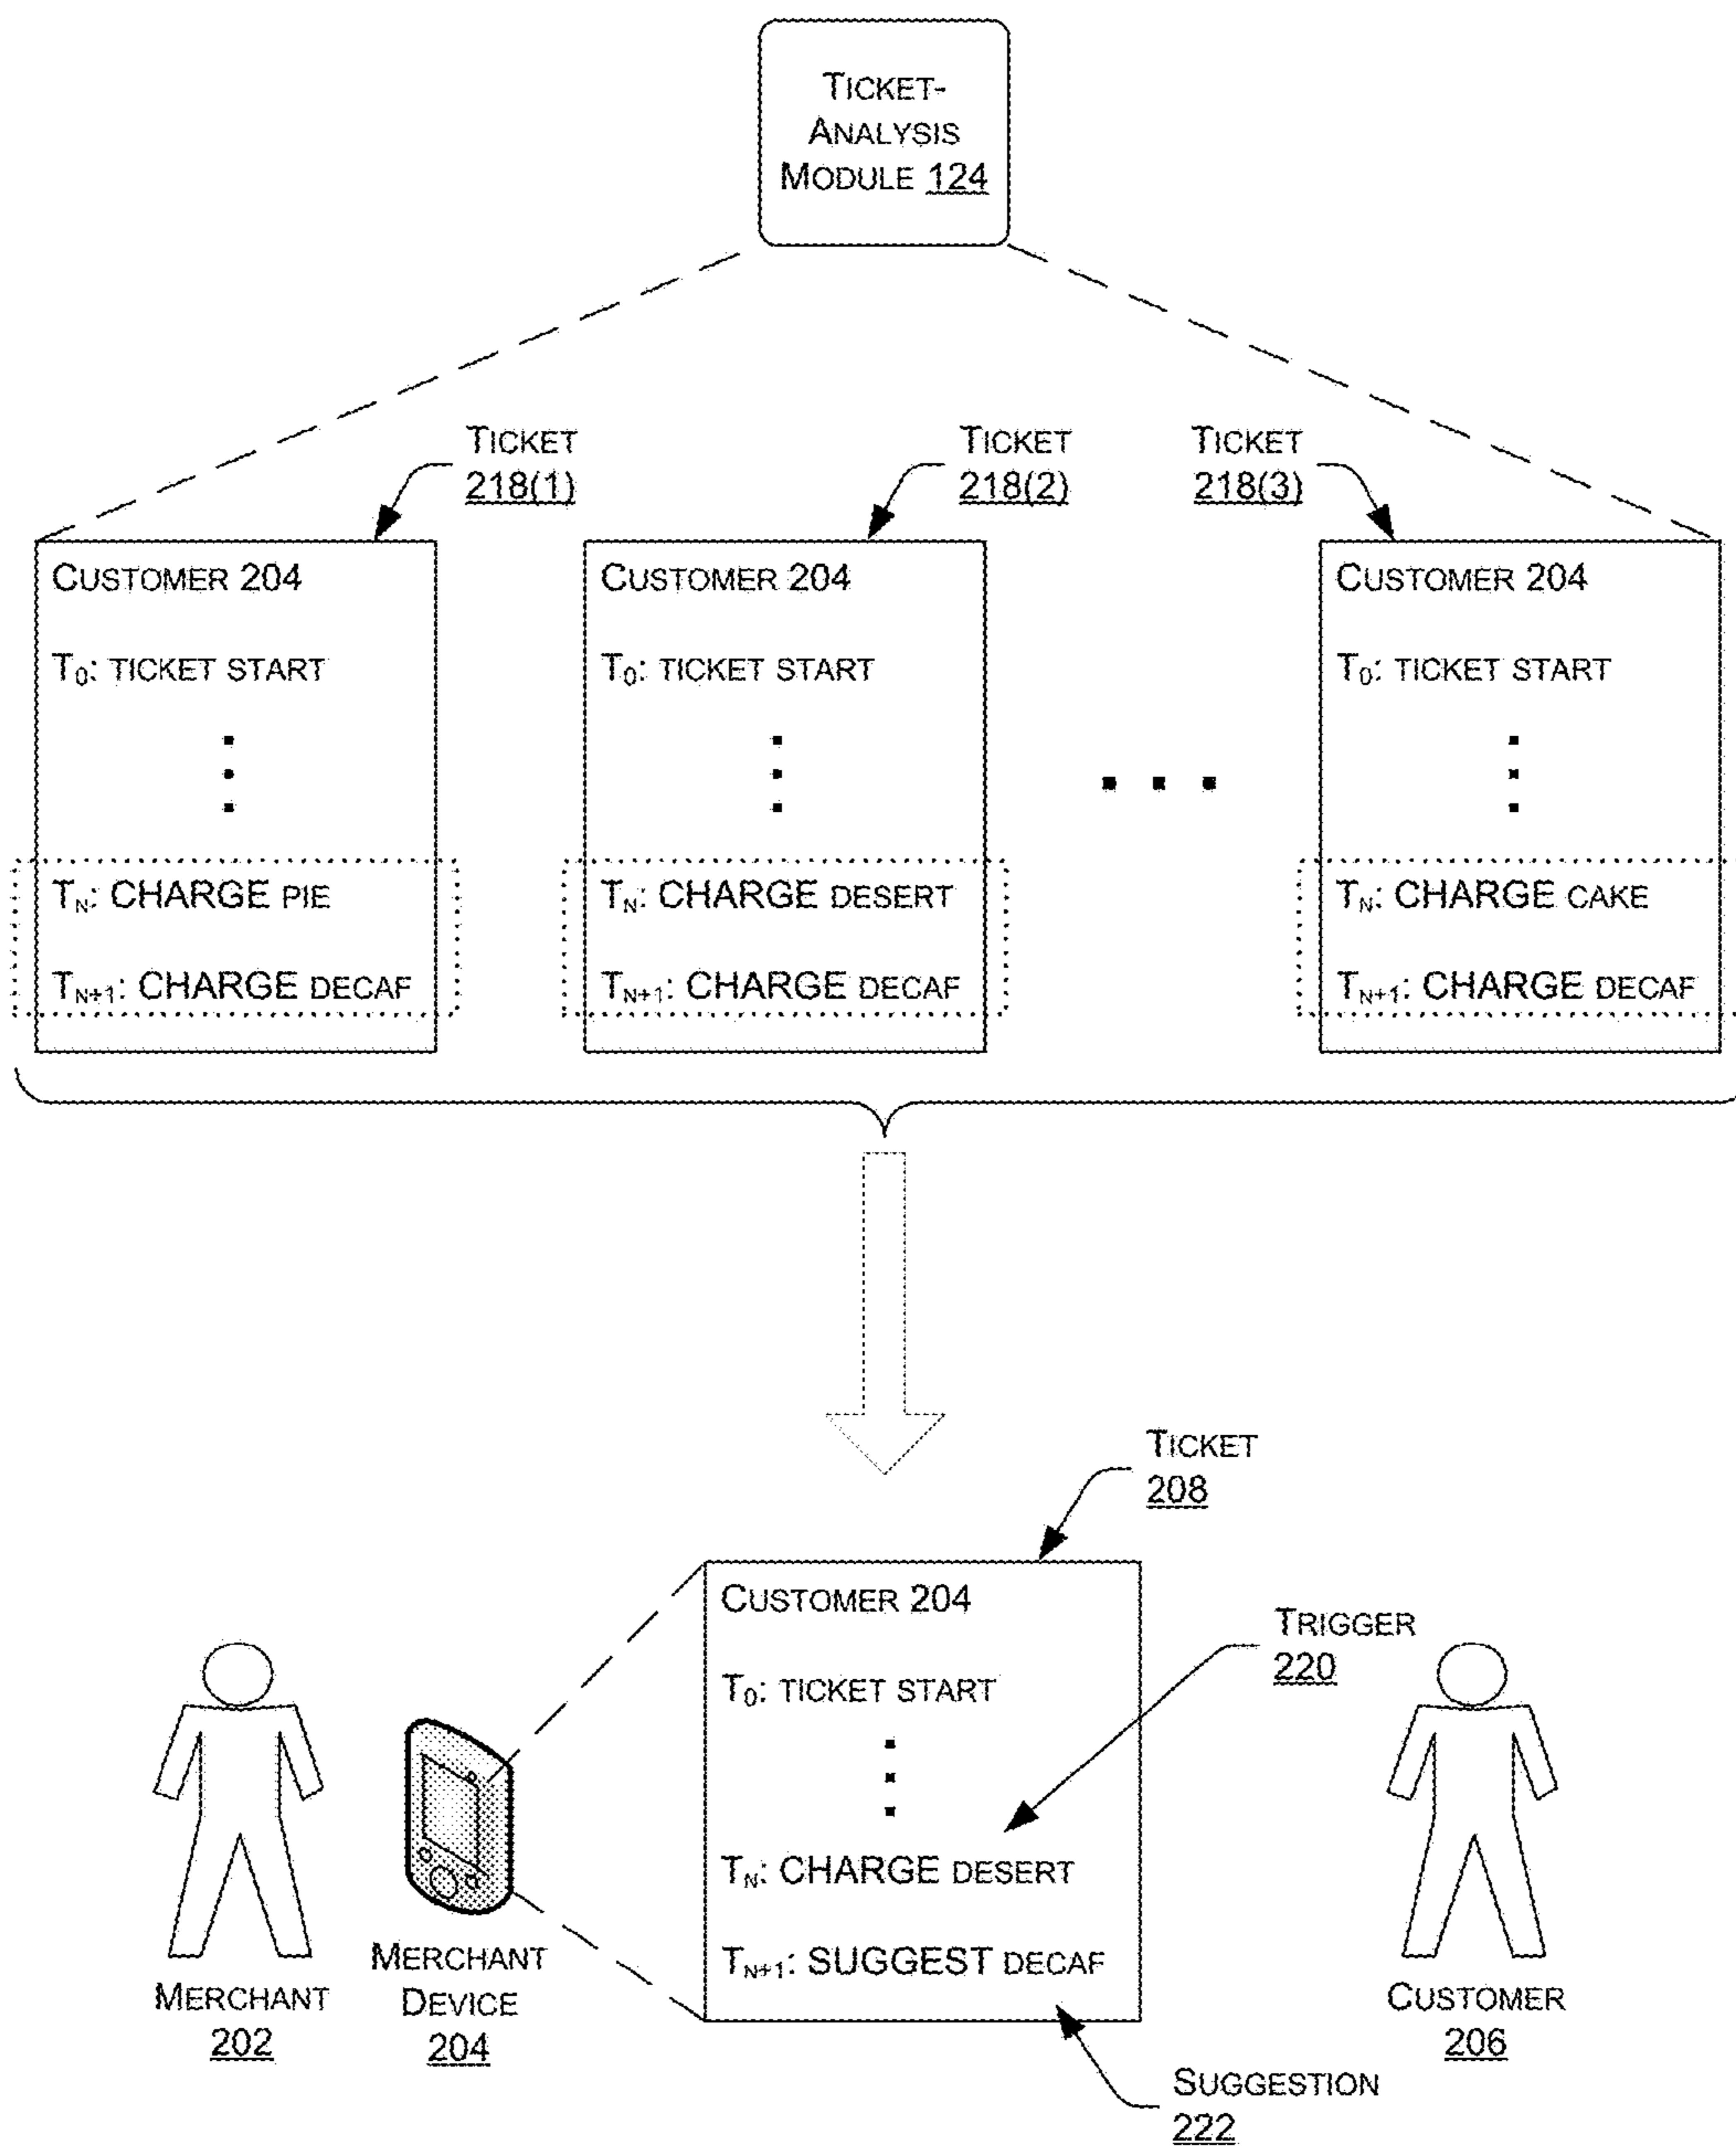 TICKET-
ANALYSIS
MODULE 124
TICKET
218(1)
TICKET
218(2)
TICKET
218(3)
CUSTOMER 204
T0: TICKET START
TN: CHARGE PIE
TN+1: CHARGE DECAF
CUSTOMER 204
T0: TICKET START
TN: CHARGE DESERT
TN+1: CHARGE DECAF
CUSTOMER 204
T0: TICKET START
TN: CHARGE CAKE
TN+1: CHARGE DECAF
TICKET
208
CUSTOMER 204
T0: TICKET START
TN: CHARGE DESERT
TN+1: SUGGEST DECAF
TRIGGER
220
MERCHANT
202
MERCHANT
DEVICE
204
CUSTOMER
206
SUGGESTION
222